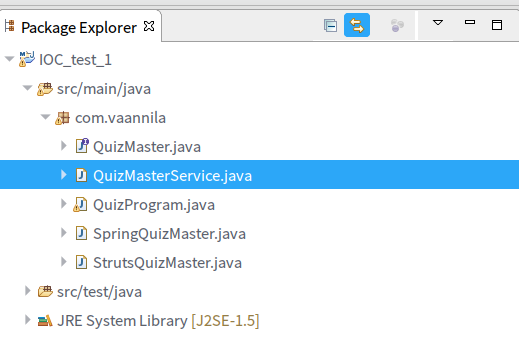 Package Explorer
IOC_test_1
src/main/java
com.vaannila
QuizMaster.java
QuizMasterService.java
QuizProgram.java
SpringQuizMaster.java
StrutsQuizMaster.java
src/test/java
JRE System Library [J2SE-1.5]